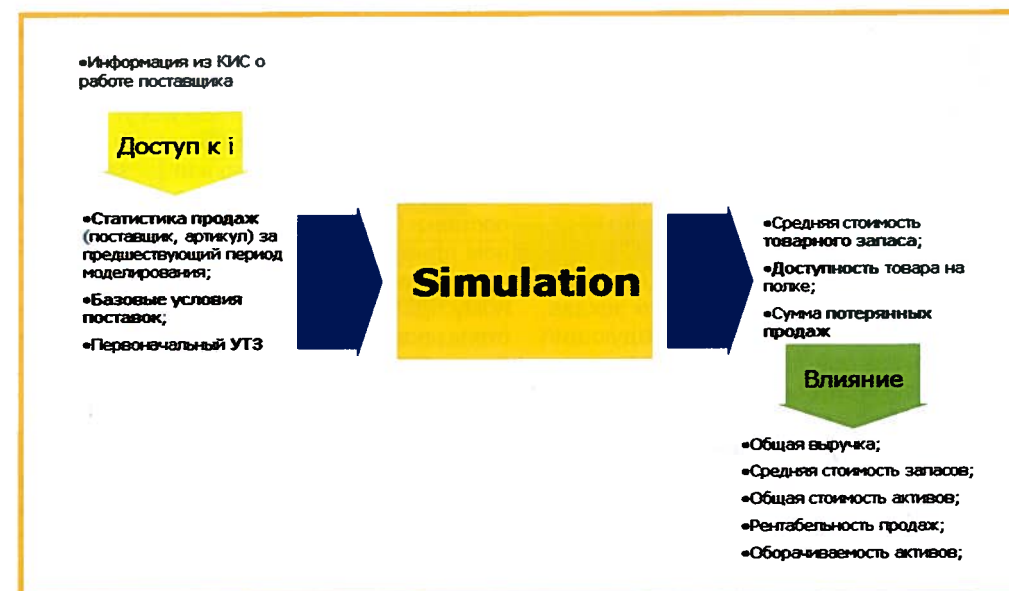 •Информация из КИС о
работе поставщика
Доступ к i
•Статистика продаж
(поставщик, артикул) за
предшествующий период
моделирования;
•Базовые условия
поставок;
•Первоначальный УТЗ
Simulation
•Средняя стоимость
товарного запаса;
•Доступность товара на
полке;
•Сумма потерянных
продаж
Влияние
•Общая выручка;
•Средняя стоимость запасов;
•Общая стоимость активов;
•Рентабельность продаж;
•Оборачиваемость активов;